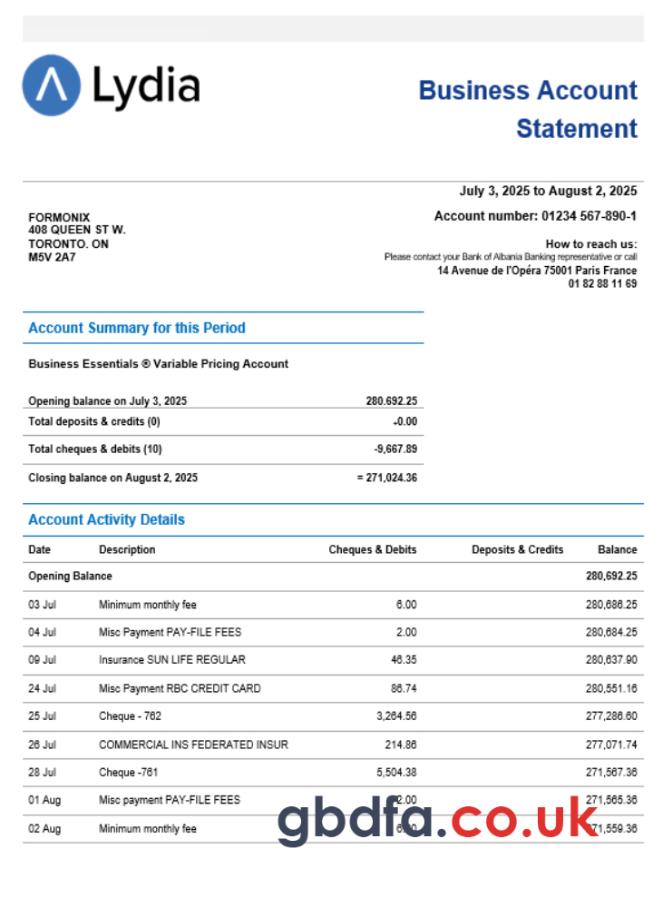 Lydia
Business Account
Statement
July 3, 2025 to August 2, 2025
FORMONIX
408 QUEEN ST W.
TORONTO. ON
M5V 2A7
Account number: 01234 567-890-1
How to reach us:
Please contact your Bank of Albania Banking representative or call
14 Avenue de l'Opéra 75001 Paris France
01 82 88 11 69
Account Summary for this Period
Business Essentials ® Variable Pricing Account
Opening balance on July 3, 2025 280.692.25
Total deposits & credits (0) +0.00
Total cheques & debits (10) -9,667.89
Closing balance on August 2, 2025 = 271,024.36
Account Activity Details
Date Description Cheques & Debits Deposits & Credits Balance
Opening Balance 280,692.25
03 Jul Minimum monthly fee 6.00 280,686.25
04 Jul Misc Payment PAY-FILE FEES 2.00 280,684.25
09 Jul Insurance SUN LIFE REGULAR 46.35 280,637.90
24 Jul Misc Payment RBC CREDIT CARD 86.74 280,551.16
25 Jul Cheque - 762 3,264.56 277,286.60
26 Jul COMMERCIAL INS FEDERATED INSUR 214.86 277,071.74
28 Jul Cheque -761 5,504.38 271,567.36
01 Aug Misc payment PAY-FILE FEES 2.00 271,565.36
02 Aug Minimum monthly fee 271,559.36
gbdfa.co.uk